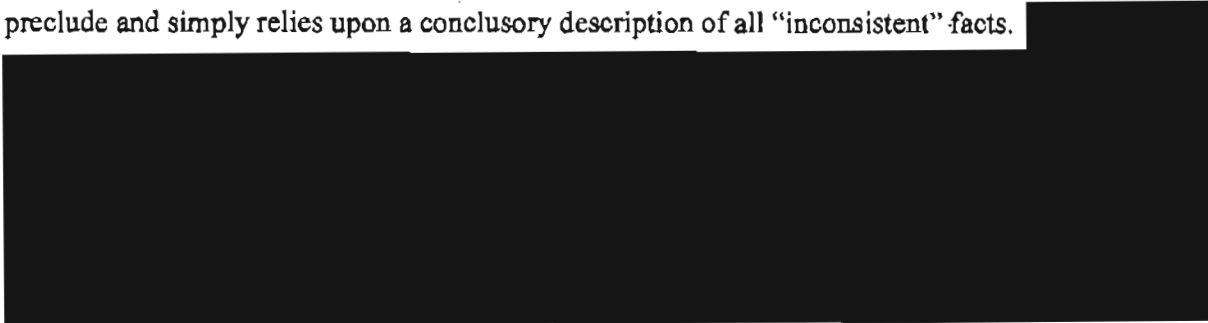 preclude and simply relies upon a conclusory description of all “inconsistent” facts.